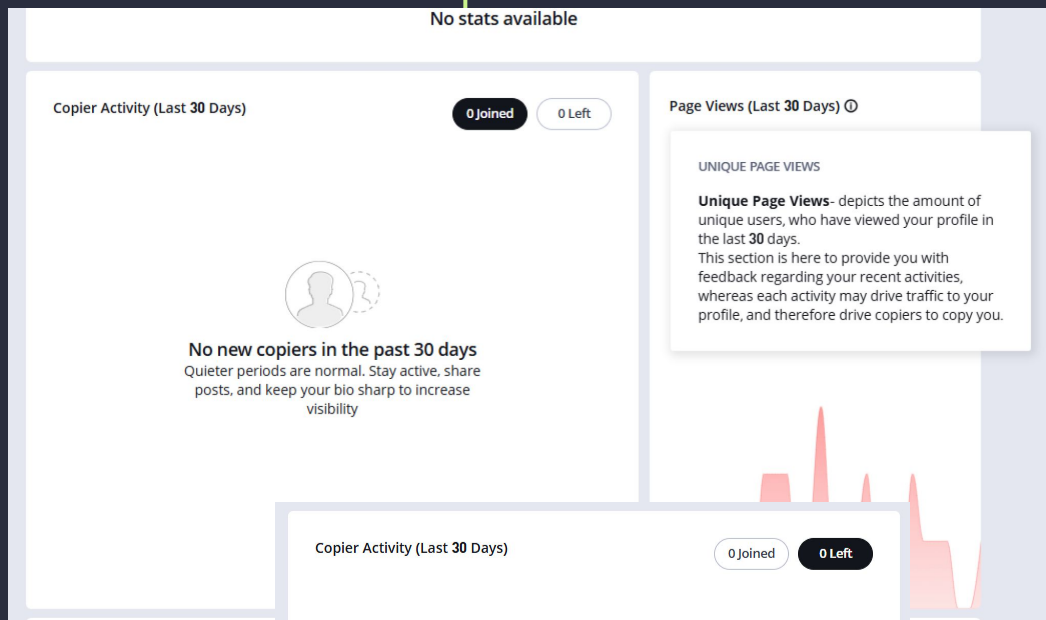 No stats available
Copier Activity (Last 30 Days)
0 Joined
0 Left
Page Views (Last 30 Days)
UNIQUE PAGE VIEWS
Unique Page Views- depicts the amount of
unique users, who have viewed your profile in
the last 30 days.
This section is here to provide you with
feedback regarding your recent activities,
whereas each activity may drive traffic to your
profile, and therefore drive copiers to copy you.
No new copiers in the past 30 days
Quieter periods are normal. Stay active, share
posts, and keep your bio sharp to increase
visibility
Copier Activity (Last 30 Days)
0 Joined
0 Left